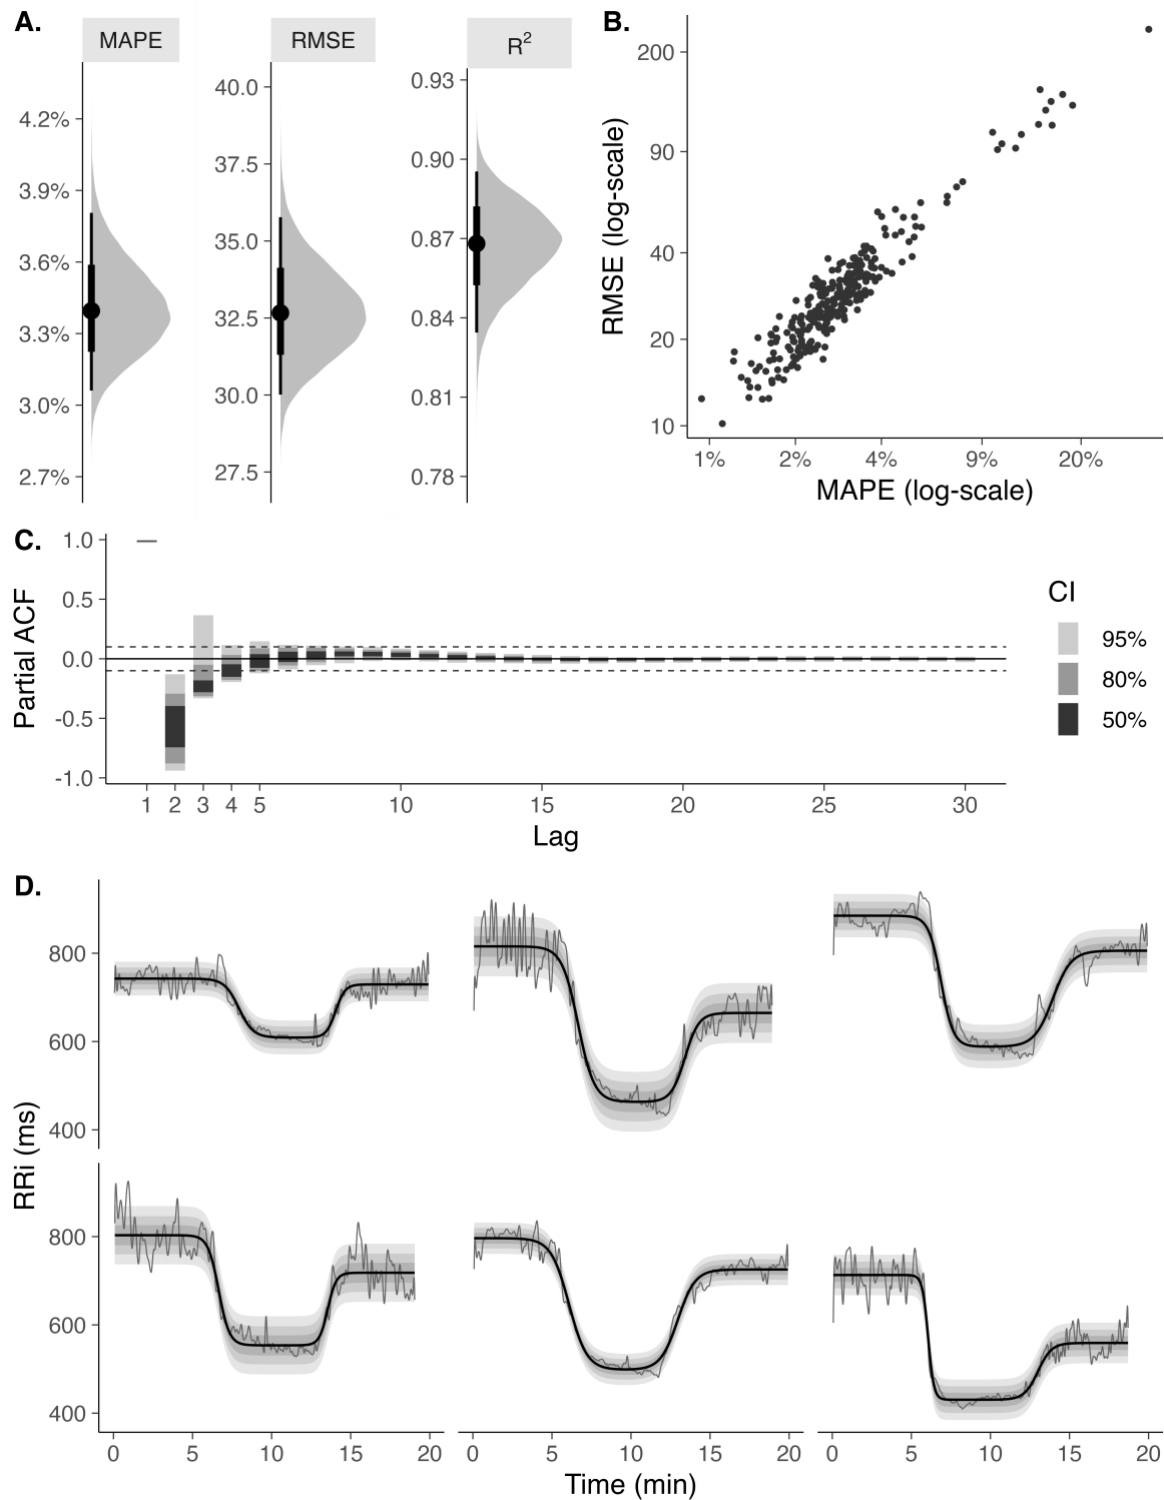 A.
MAPE
RMSE
R²
4.2%
3.9%
3.6%
3.3%
3.0%
2.7%
40.0
37.5
35.0
32.5
30.0
27.5
0.93
0.90
0.87
0.84
0.81
0.78
B.
RMSE (log-scale)
200
90
40
20
10
1% 2% 4% 9% 20%
MAPE (log-scale)
C.
Partial ACF
1.0
0.5
0.0
-0.5
-1.0
1 2 3 4 5 10 15 20 25 30
Lag
CI
95%
80%
50%
D.
RRi (ms)
800
600
400
800
600
400
0 5 10 15 20 0 5 10 15 20 0 5 10 15 20
Time (min)